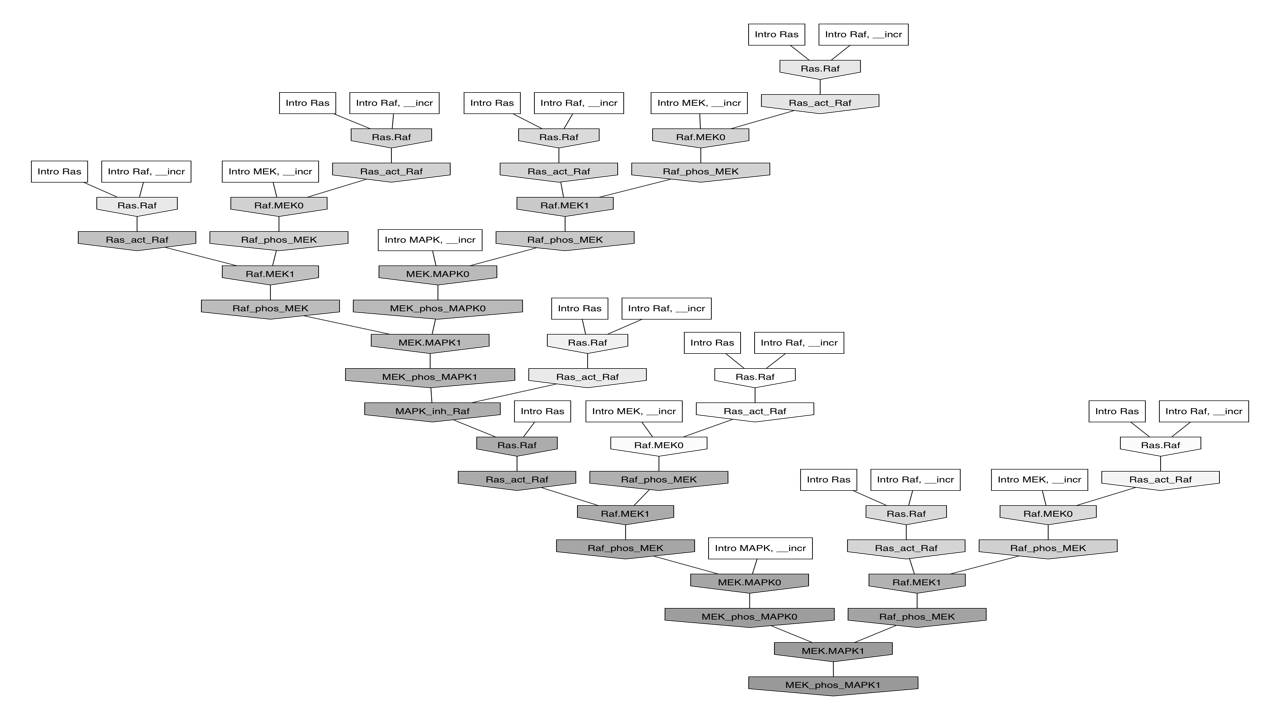 Intro Ras
Intro Raf, __incr
Ras.Raf
Intro Ras
Intro Raf, __incr
Intro Ras
Intro Raf, __incr
Intro MEK, __incr
Ras_act_Raf
Ras.Raf
Ras.Raf
Raf.MEK0
Intro Ras
Intro Raf, __incr
Intro MEK, __incr
Ras_act_Raf
Ras_act_Raf
Raf_phos_MEK
Ras.Raf
Raf.MEK0
Raf.MEK1
Ras_act_Raf
Raf_phos_MEK
Intro MAPK, __incr
Raf_phos_MEK
Raf.MEK1
MEK.MAPK0
Raf_phos_MEK
MEK_phos_MAPK0
Intro Ras
Intro Raf, __incr
MEK.MAPK1
Ras.Raf
Intro Ras
Intro Raf, __incr
MEK_phos_MAPK1
Ras_act_Raf
Ras.Raf
MAPK_inh_Raf
Intro Ras
Intro MEK, __incr
Ras_act_Raf
Intro Ras
Intro Raf, __incr
Ras.Raf
Raf.MEK0
Ras.Raf
Ras_act_Raf
Raf_phos_MEK
Intro Ras
Intro Raf, __incr
Intro MEK, __incr
Ras_act_Raf
Raf.MEK1
Ras.Raf
Raf.MEK0
Raf_phos_MEK
Intro MAPK, __incr
Ras_act_Raf
Raf_phos_MEK
MEK.MAPK0
Raf.MEK1
MEK_phos_MAPK0
Raf_phos_MEK
MEK.MAPK1
MEK_phos_MAPK1